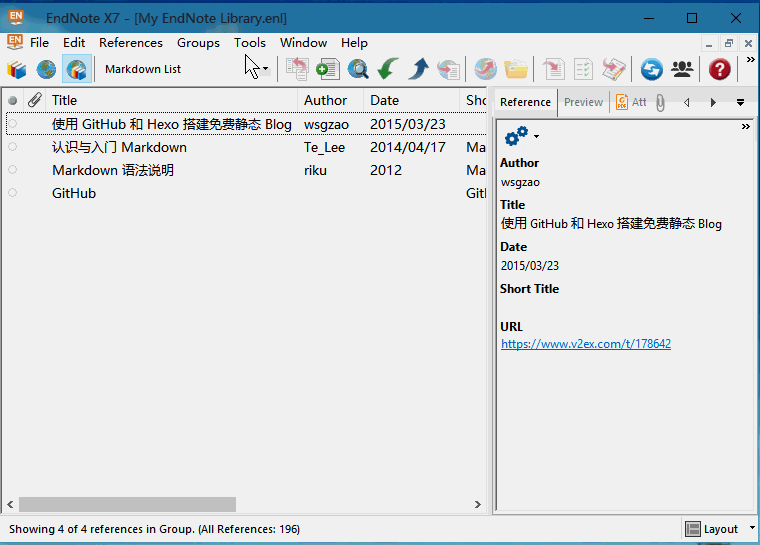 EndNote X7 - [My EndNote Library.enl]
File Edit References Groups Tools Window Help
Markdown List
Title Author Date Sho
使用 GitHub 和 Hexo 搭建免费静态 Blog wsgzao 2015/03/23
认识与入门 Markdown Te_Lee 2014/04/17 Ma
Markdown 语法说明 riku 2012 Ma
GitHub Gitl
Reference Preview Att
Author
wsgzao
Title
使用 GitHub 和 Hexo 搭建免费静态 Blog
Date
2015/03/23
Short Title
URL
https://www.v2ex.com/t/178642
Showing 4 of 4 references in Group. (All References: 196)
Layout